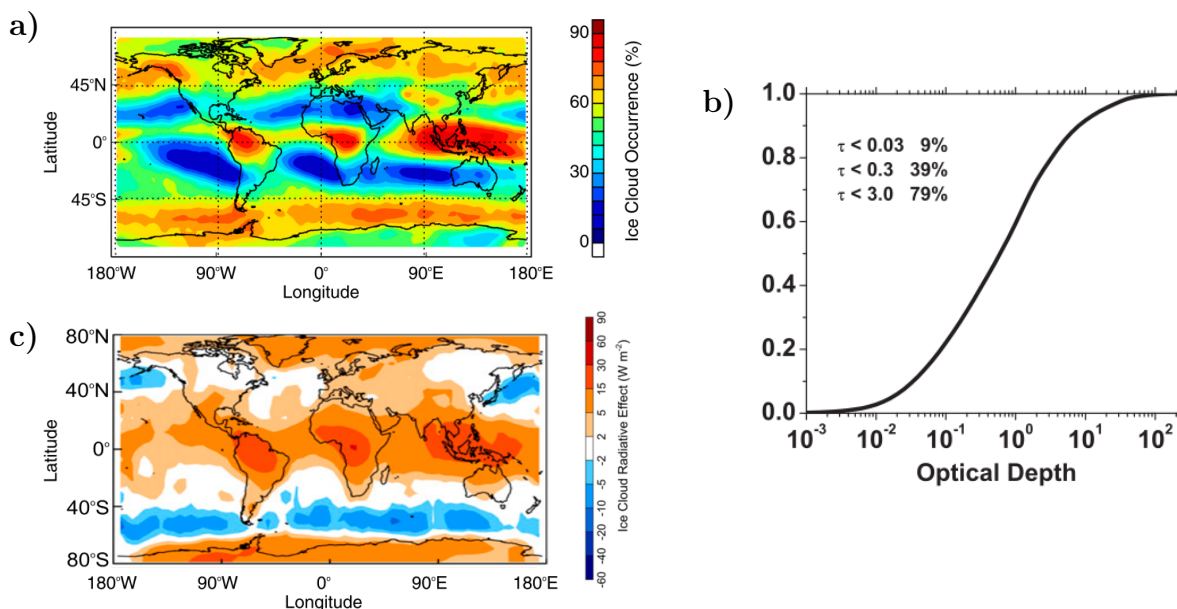 a)
Latitude
45°N
0°
45°S
180°W
90°W
0°
90°E
180°E
Longitude
90
60
30
0
Ice Cloud Occurrence (%)
b)
1.0
0.8
0.6
0.4
0.2
0.0
τ < 0.03 9%
τ < 0.3 39%
τ < 3.0 79%
10⁻³
10⁻²
10⁻¹
10⁰
10¹
10²
Optical Depth
c)
Latitude
80°N
40°N
0°
40°S
80°S
180°W
90°W
0°
90°E
180°E
Longitude
90
60
30
15
5
2
-2
-5
-10
-20
-40
-60
Ice Cloud Radiative Effect (W m⁻²)